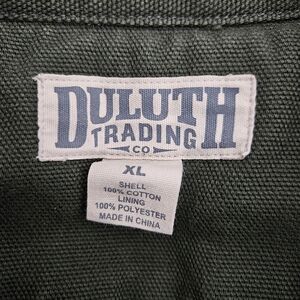 DULUTH
TRADING
CO
XL
SHELL
100% COTTON
LINING
100% POLYESTER
MADE IN CHINA